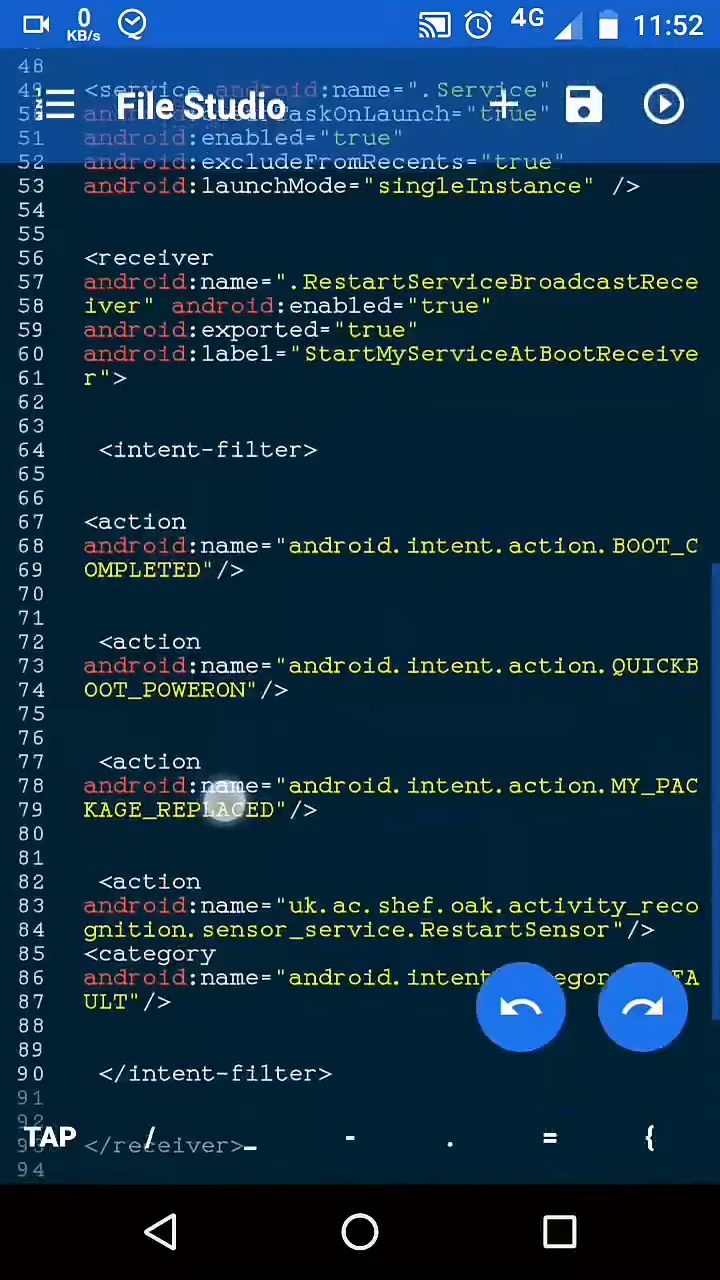 0
KB/s
4G
11:52
File Studio
48
49 <service android:name=".Service"
TaskOnLaunch="true"
51 android:enabled="true"
52 android:excludeFromRecents="true"
53 android:launchMode="singleInstance" />
54
55
56 <receiver
57 android:name=".RestartServiceBroadcastRece
58 iver" android:enabled="true"
59 android:exported="true"
60 android:label="StartMyServiceAtBootReceive
61 r">
62
63
64 <intent-filter>
65
66
67 <action
68 android:name="android.intent.action.BOOT_C
69 OMPLETED"/>
70
71
72 <action
73 android:name="android.intent.action.QUICKB
74 OOT_POWERON"/>
75
76
77 <action
78 android:name="android.intent.action.MY_PAC
79 KAGE_REPLACED"/>
80
81
82 <action
83 android:name="uk.ac.shef.oak.activity_reco
84 gnition.sensor_service.RestartSensor"/>
85 <category
86 android:name="android.intent
87 ULT"/>
88
89
90 </intent-filter>
91
92
93 </receiver>
94
TAP / _ - . = {